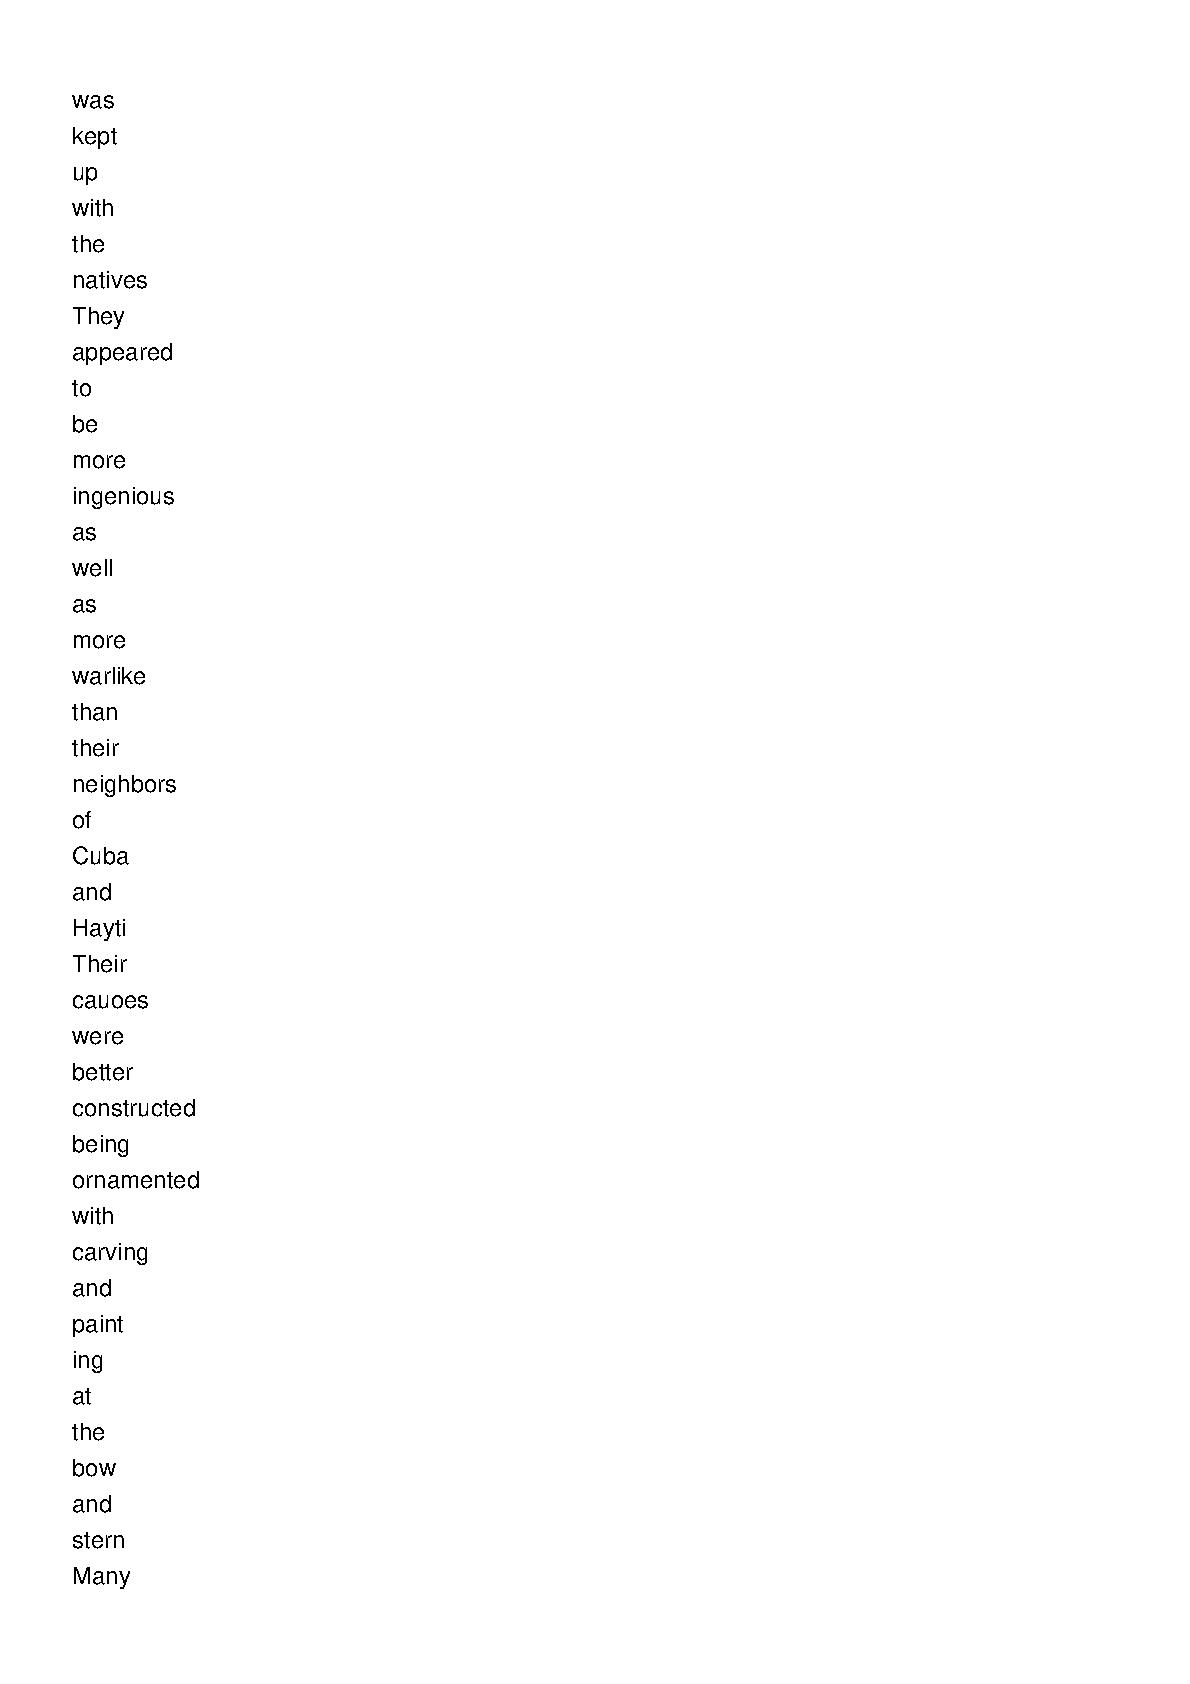 was
kept
up
with
the
natives
They
appeared
to
be
more
ingenious
as
well
as
more
warlike
than
their
neighbors
of
Cuba
and
Hayti
Their
cauoes
were
better
constructed
being
ornamented
with
carving
and
paint
ing
at
the
bow
and
stern
Many